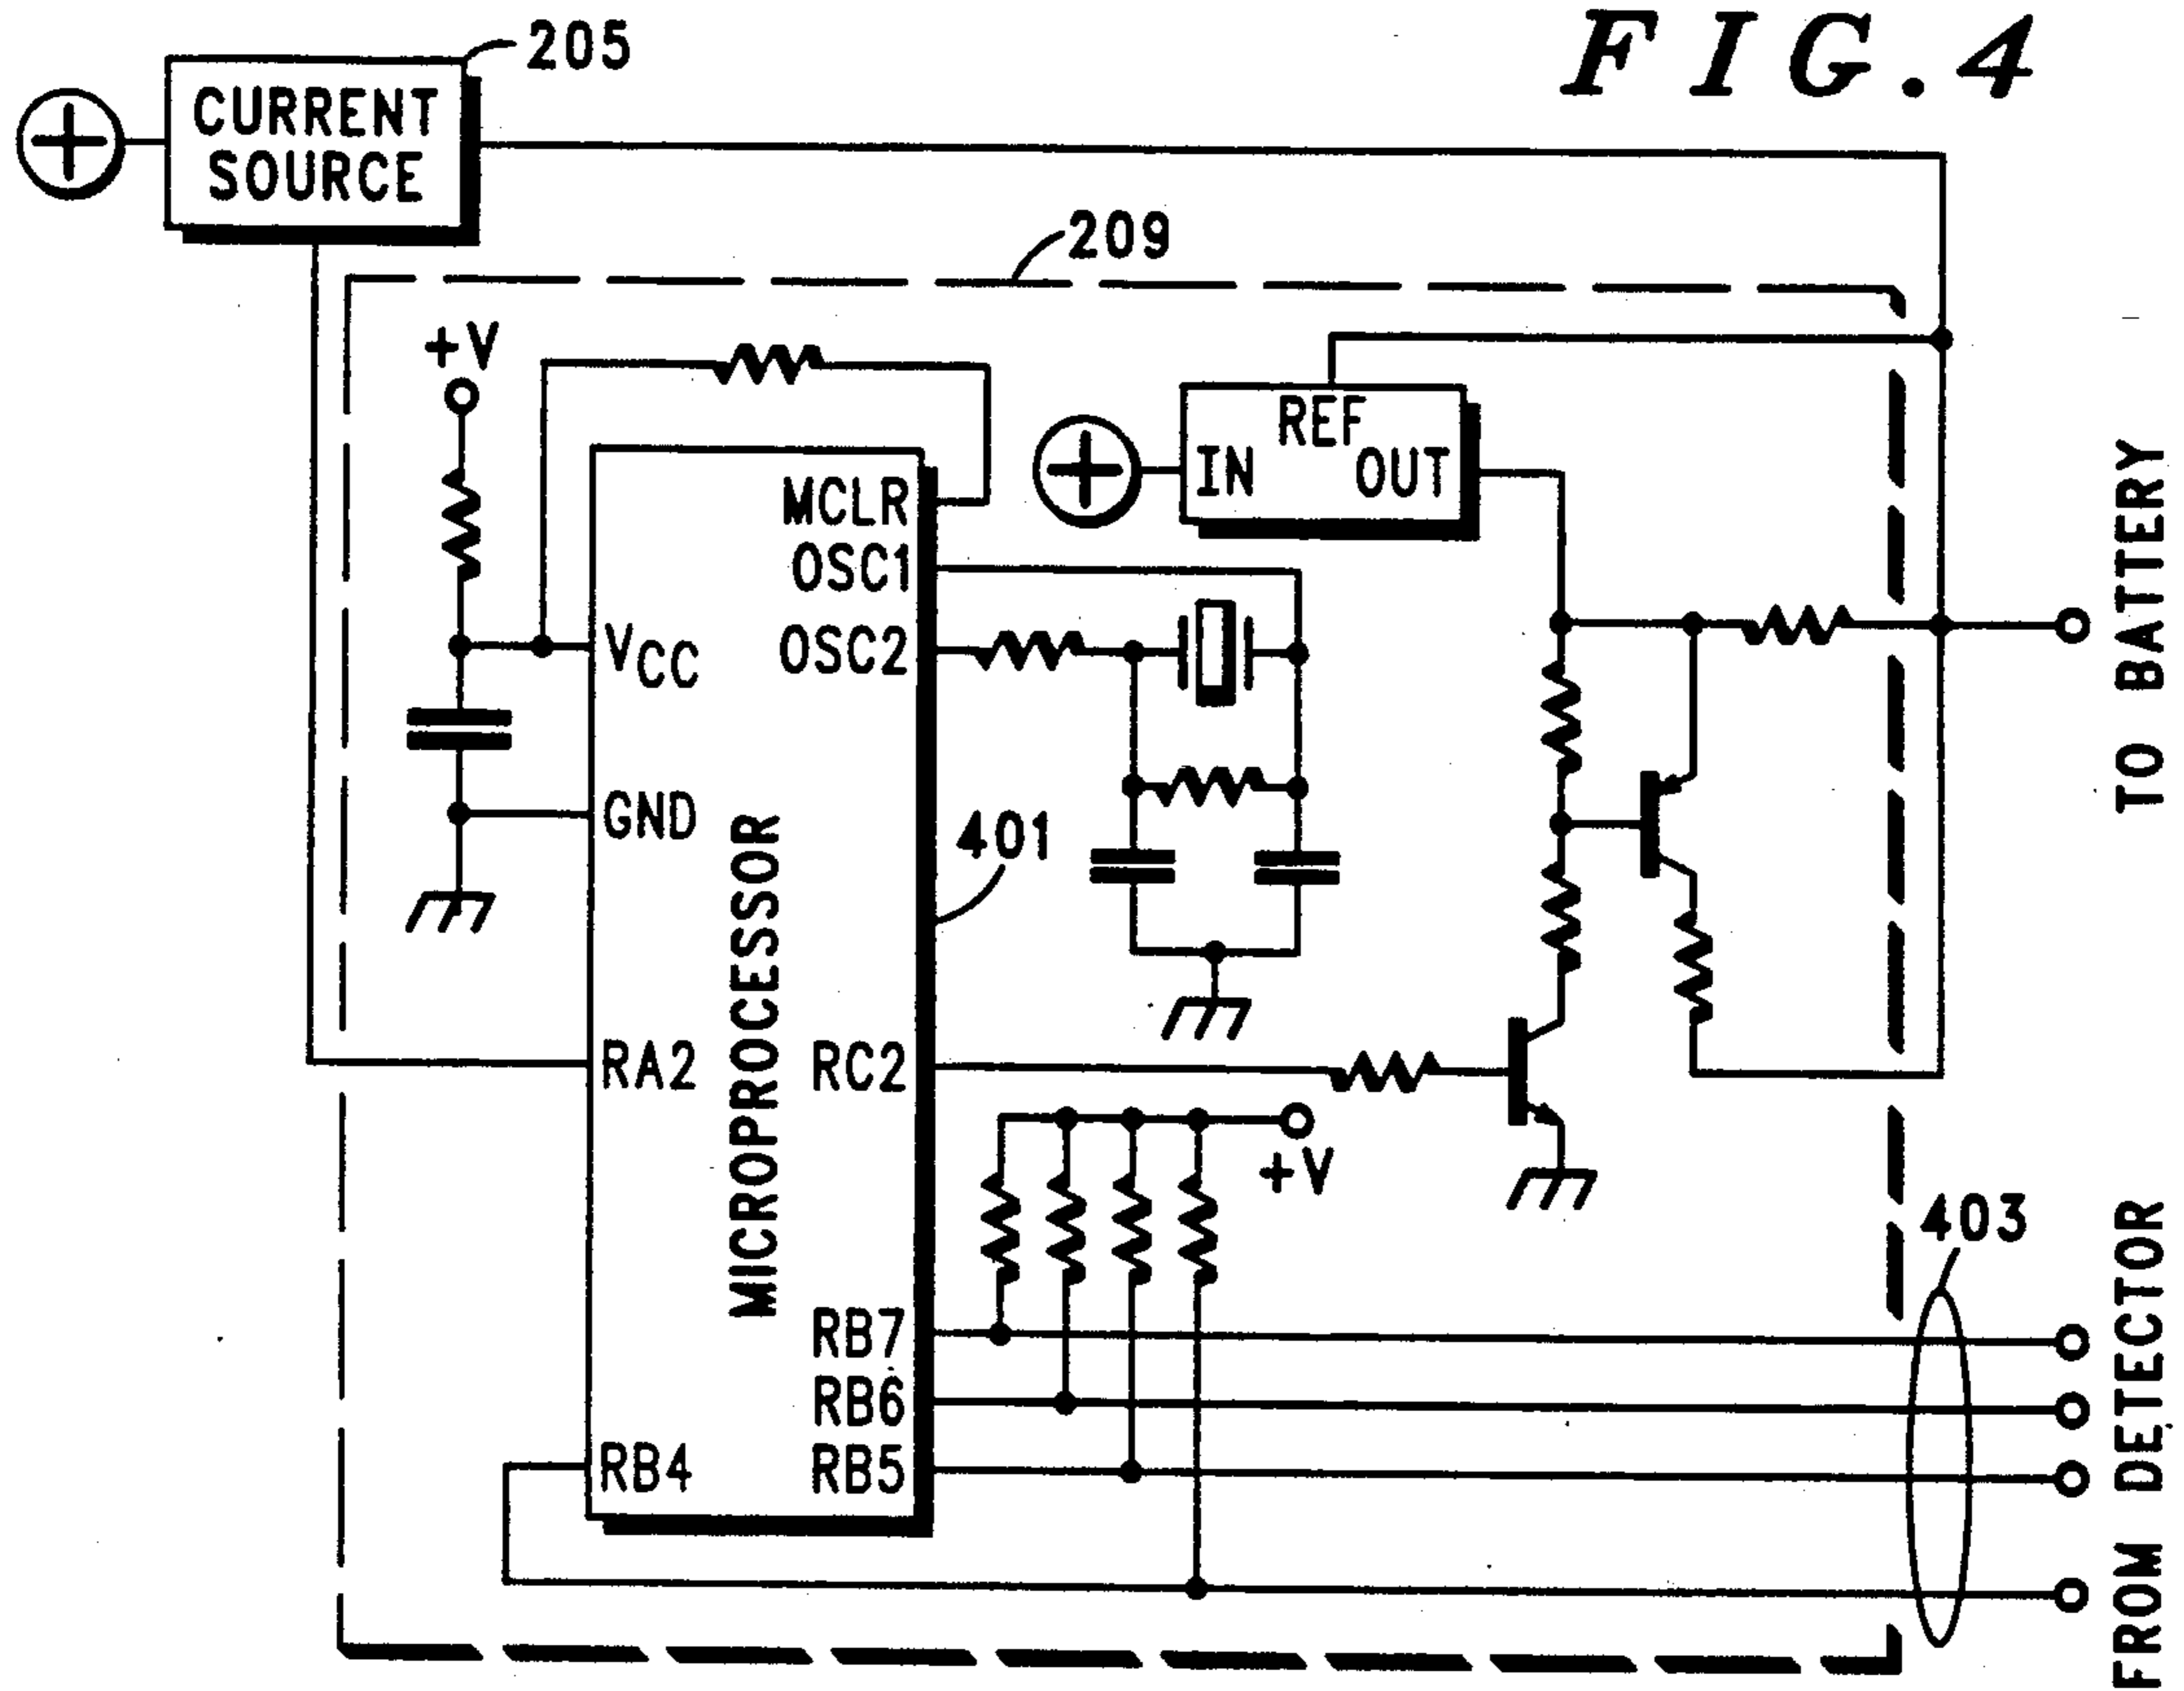 FIG.4
205
CURRENT
SOURCE
209
+V
REF
IN
OUT
MCLR
OSC1
OSC2
VCC
GND
401
MICROPROCESSOR
RA2
RC2
+V
403
RB7
RB6
RB5
RB4
TO BATTERY
FROM DETECTOR